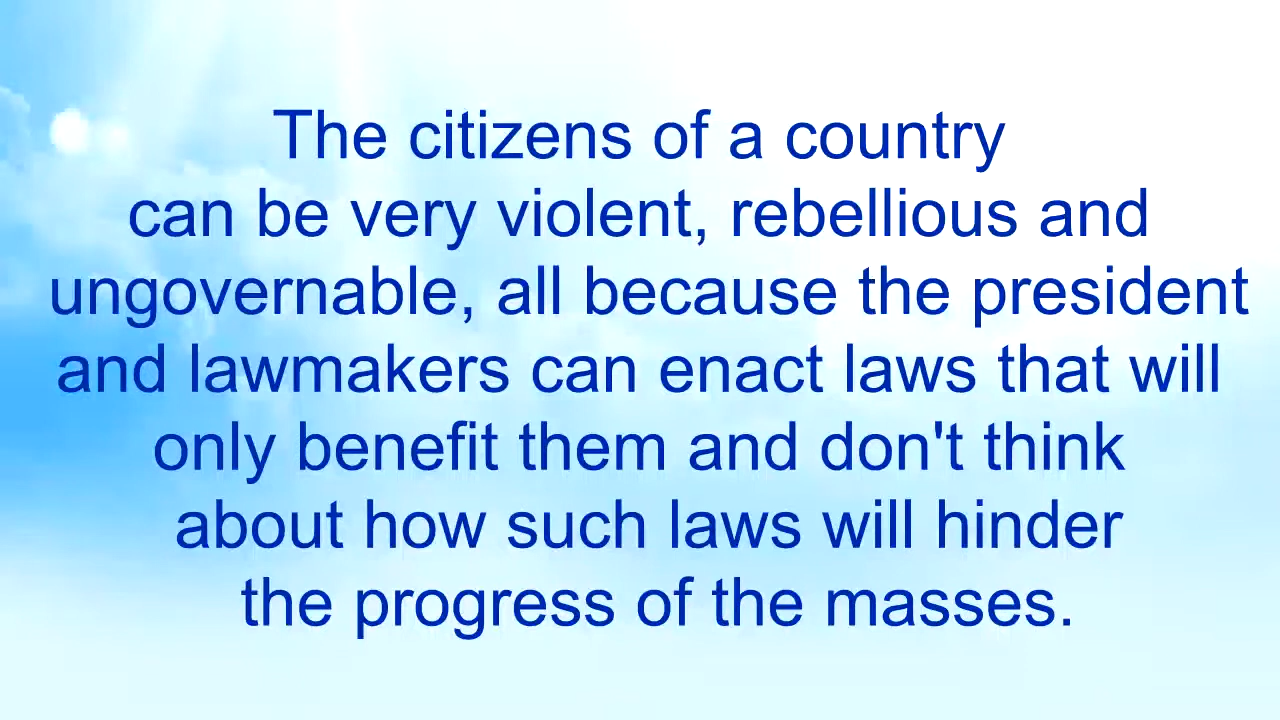 The citizens of a country
can be very violent, rebellious and
ungovernable, all because the president
and lawmakers can enact laws that will
only benefit them and don't think
about how such laws will hinder
the progress of the masses.